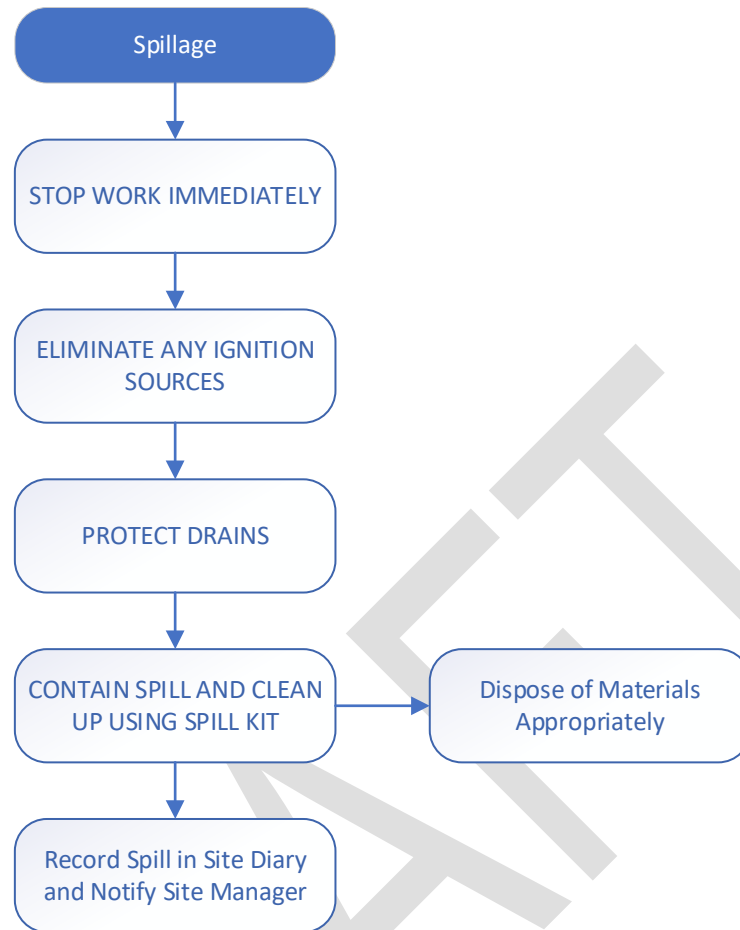 Spillage
STOP WORK IMMEDIATELY
ELIMINATE ANY IGNITION
SOURCES
PROTECT DRAINS
CONTAIN SPILL AND CLEAN
UP USING SPILL KIT
Dispose of Materials
Appropriately
Record Spill in Site Diary
and Notify Site Manager